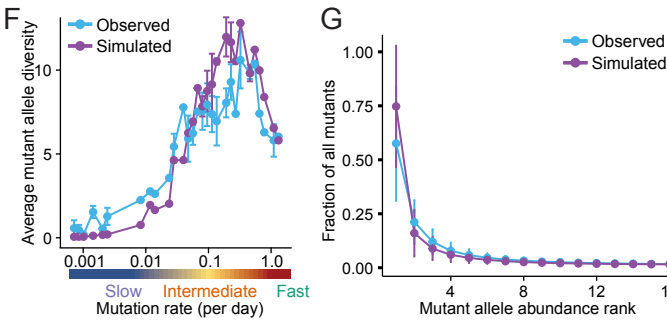 F
Observed
Simulated
Average mutant allele diversity
10
5
0
0.001
0.01
0.1
1.0
Slow
Intermediate
Fast
Mutation rate (per day)
G
Observed
Simulated
Fraction of all mutants
1.00
0.75
0.50
0.25
0.00
4
8
12
Mutant allele abundance rank